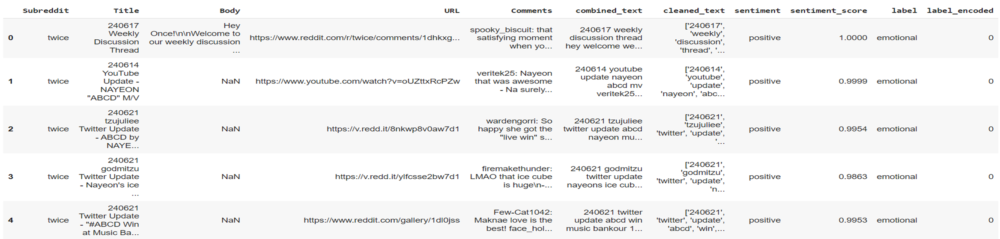 Subreddit Title Body URL Comments combined_text cleaned_text sentiment sentiment_score label label_encoded
0 twice 240617 Weekly Discussion Thread Hey Once!\n\nWelcome to our weekly discussion ... https://www.reddit.com/r/twice/comments/1dhkxg... spooky_biscuit: that satisfying moment when yo... 240617 weekly discussion thread hey welcome we... ['240617', 'weekly', 'discussion', 'thread', '... positive 1.0000 emotional 0
1 twice 240614 YouTube Update - NAYEON "ABCD" M/V NaN https://www.youtube.com/watch?v=oUZttxRcPZw veritek25: Nayeon that was awesome - Na surely... 240614 youtube update nayeon abcd mv veritek25... ['240614', 'youtube', 'update', 'nayeon', 'abc... positive 0.9999 emotional 0
2 twice 240621 tzujuliee Twitter Update - ABCD by NAYE... NaN https://v.redd.it/8nkwp8v0aw7d1 wardengorri: So happy she got the "live win" s... 240621 tzujuliee twitter update abcd nayeon mu... ['240621', 'tzujuliee', 'twitter', 'update', '... positive 0.9954 emotional 0
3 twice 240621 godmitzu Twitter Update - Nayeon's ice ... NaN https://v.redd.it/ylfcsse2bw7d1 firemakethunder: LMAO that ice cube is huge\n-... 240621 godmitzu twitter update nayeons ice cub... ['240621', 'godmitzu', 'twitter', 'update', 'n... positive 0.9863 emotional 0
4 twice 240621 Twitter Update - "#ABCD Win at Music Ba... NaN https://www.reddit.com/gallery/1dl0jss Few-Cat1042: Maknae love is the best! face_hol... 240621 twitter update abcd win music bankour 1... ['240621', 'twitter', 'update', 'abcd', 'win',... positive 0.9953 emotional 0